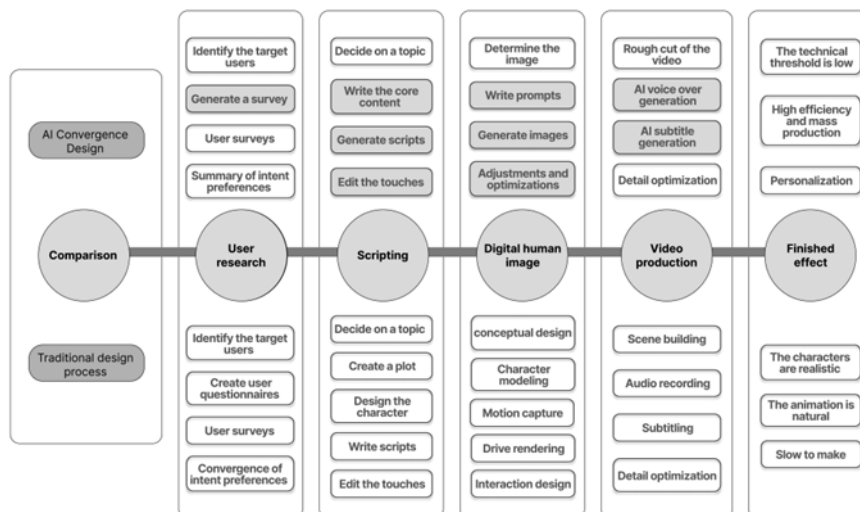 AI Convergence
Design
Comparison
Traditional design
process
Identify the target
users
Generate a survey
User surveys
Summary of intent
preferences
User
research
Identify the target
users
Create user
questionnaires
User surveys
Convergence of
intent preferences
Decide on a topic
Write the core
content
Generate scripts
Edit the touches
Scripting
Decide on a topic
Create a plot
Design the
character
Write scripts
Edit the touches
Determine the
image
Write prompts
Generate images
Adjustments and
optimizations
Digital human
image
conceptual design
Character
modeling
Motion capture
Drive rendering
Interaction design
Rough cut of the
video
AI voice over
generation
AI subtitle
generation
Detail optimization
Video
production
Scene building
Audio recording
Subtitling
Detail optimization
The technical
threshold is low
High efficiency
and mass
production
Personalization
Finished
effect
The characters
are realistic
The animation is
natural
Slow to make